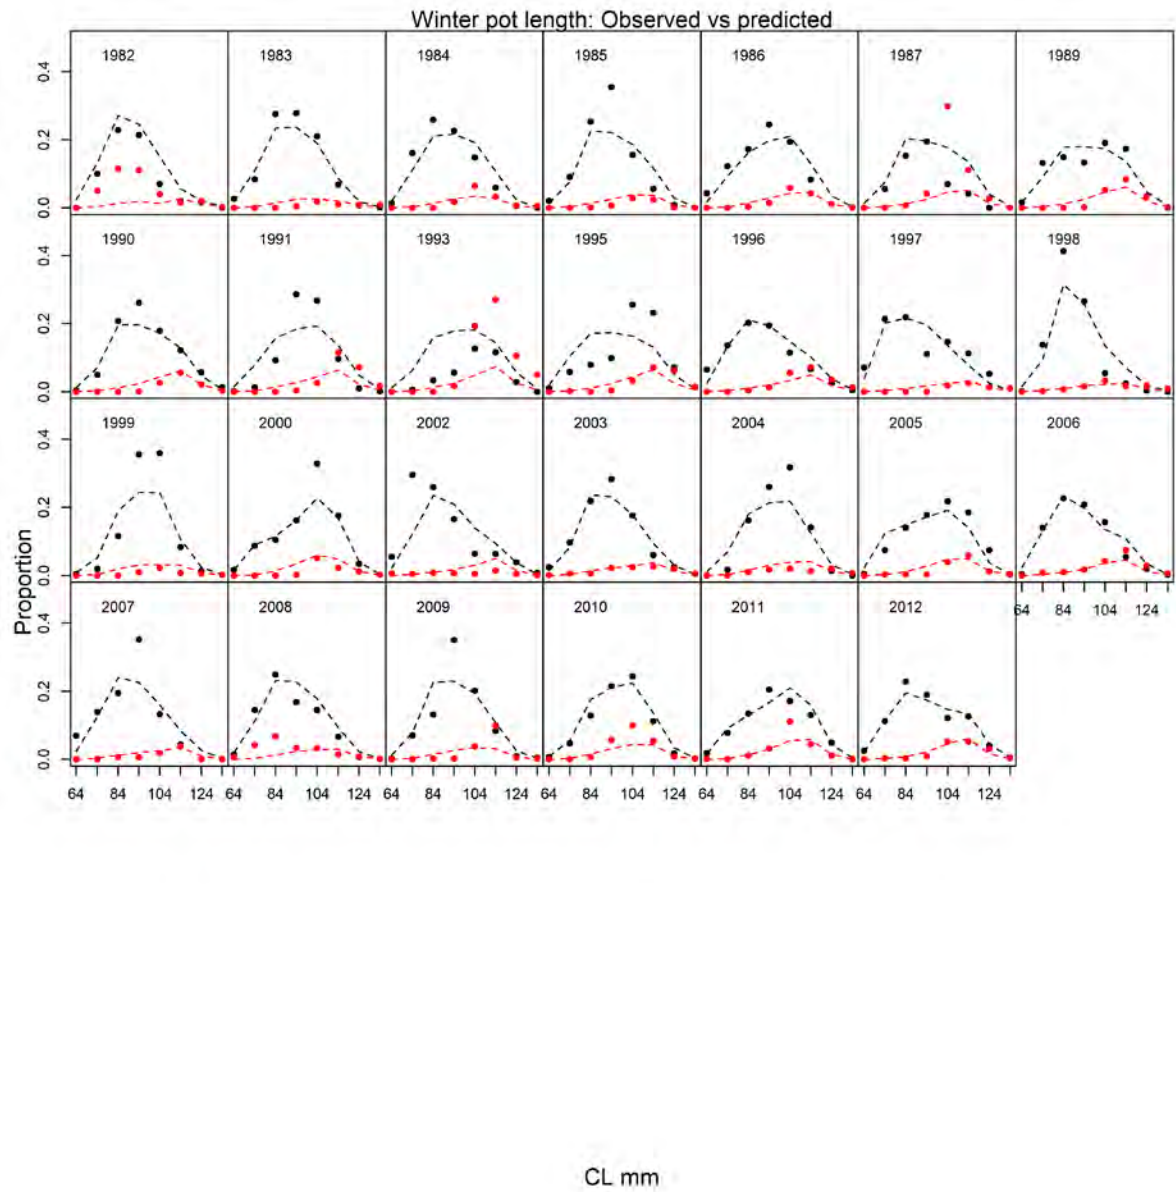 Winter pot length: Observed vs predicted
1982 1983 1984 1985 1986 1987 1989
0.4
0.2
0.0
1990 1991 1993 1995 1996 1997 1998
0.4
0.2
0.0
1999 2000 2002 2003 2004 2005 2006
0.4
0.2
0.0
64 84 104 124
Proportion
2007 2008 2009 2010 2011 2012
0.4
0.2
0.0
64 84 104 124 64 84 104 124 64 84 104 124 64 84 104 124 64 84 104 124 64 84 104 124
CL mm